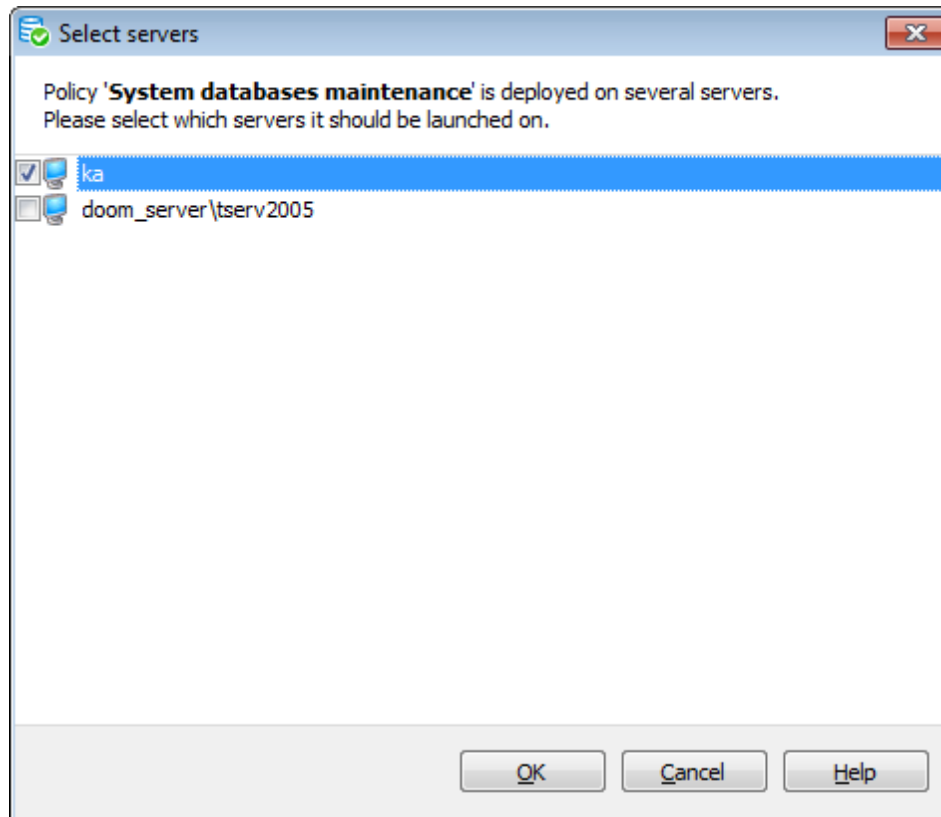 Select servers
Policy 'System databases maintenance' is deployed on several servers.
Please select which servers it should be launched on.
ka
doom_server\tserv2005
OK
Cancel
Help